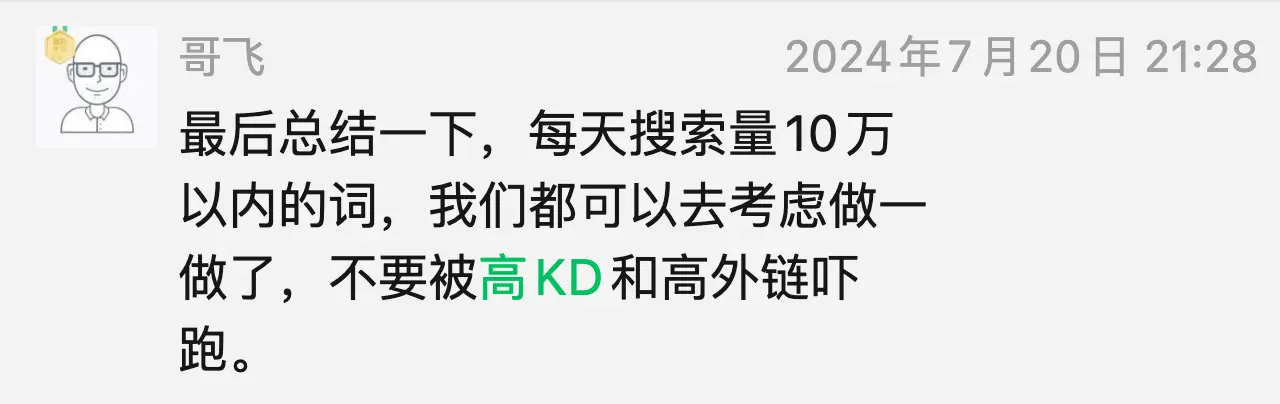 哥飞
2024年7月20日 21:28
最后总结一下，每天搜索量10万
以内的词，我们都可以去考虑做一
做了，不要被高KD和高外链吓
跑。